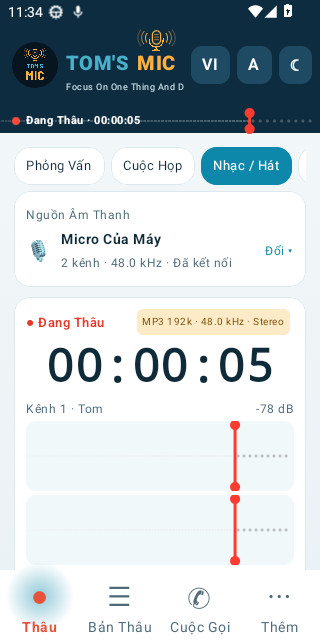 11:34
TOM'S MIC
TOM'S MIC
VI
A
Focus On One Thing And D
Đang Thâu · 00:00:05
Phỏng Vấn
Cuộc Họp
Nhạc / Hát
Nguồn Âm Thanh
Micro Của Máy
2 kênh · 48.0 kHz · Đã kết nối
Đổi
Đang Thâu
MP3 192k · 48.0 kHz · Stereo
00:00:05
Kênh 1 · Tom
-78 dB
Thâu
Bản Thâu
Cuộc Gọi
Thêm